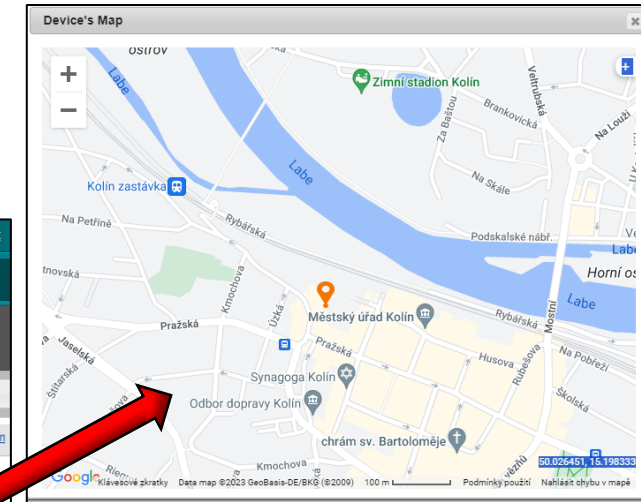 Device's Map
ostrov
Labe
Zimní stadion Kolín
Veltrubská
Brankovická
Za Baštou
Na Louži
Na Skále
Kolín zastávka
Labe
Na Petříně
Rybářská
Podskalské nábř.
Labe
Horní os
Labe
Kmochova
Městský úřad Kolín
Rybářská
Mostní
Úzká
Pražská
Pražská
Jaselská
Husova
Na Pobřeží
Rubešova
Synagoga Kolín
Štítarská
Školská
Odbor dopravy Kolín
chrám sv. Bartoloměje
Kmochova
50.026451, 15.198333
Google
Klávesové zkratky
Data map ©2023 GeoBasis-DE/BKG (©2009)
100 m
Podmínky použití
Nahlásit chybu v mapě